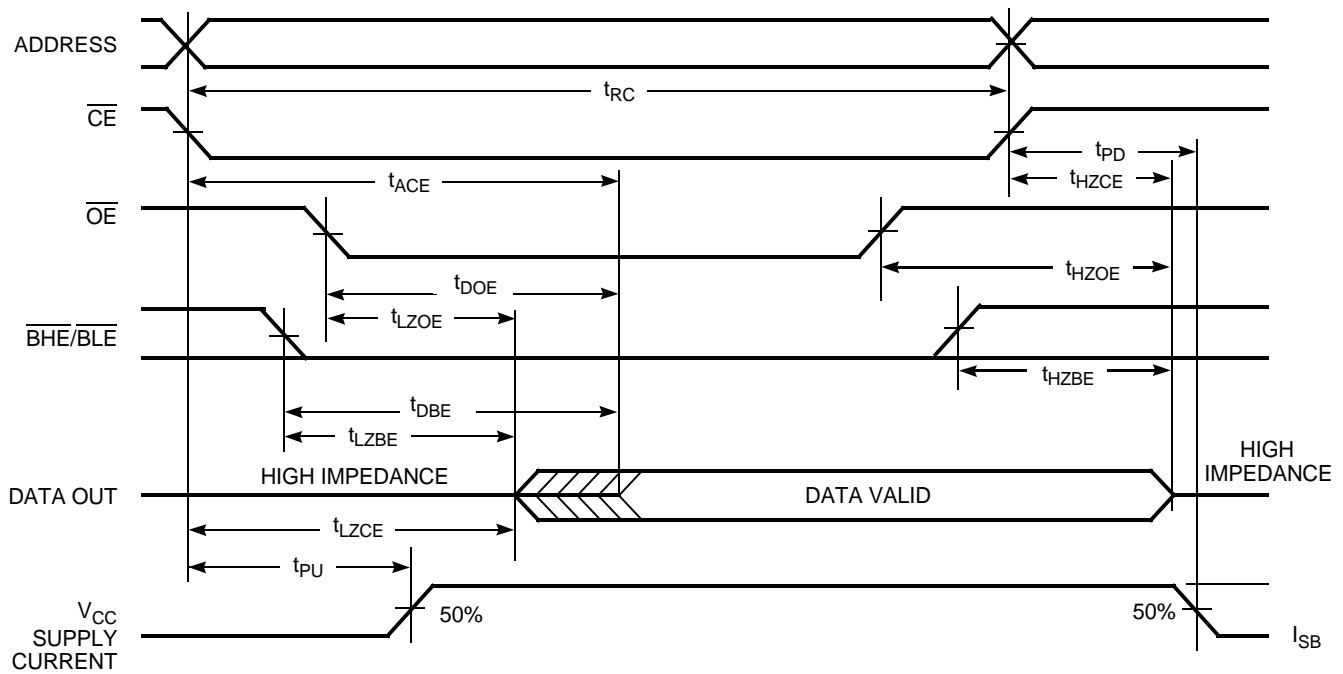 ADDRESS
tRC
CE
tPD
tACE
tHZCE
OE
tHZOE
tDOE
tLZOE
BHE/BLE
tHZBE
tDBE
tLZBE
HIGH IMPEDANCE
HIGH
IMPEDANCE
DATA OUT
DATA VALID
tLZCE
tPU
VCC
SUPPLY
CURRENT
50%
50%
ISB